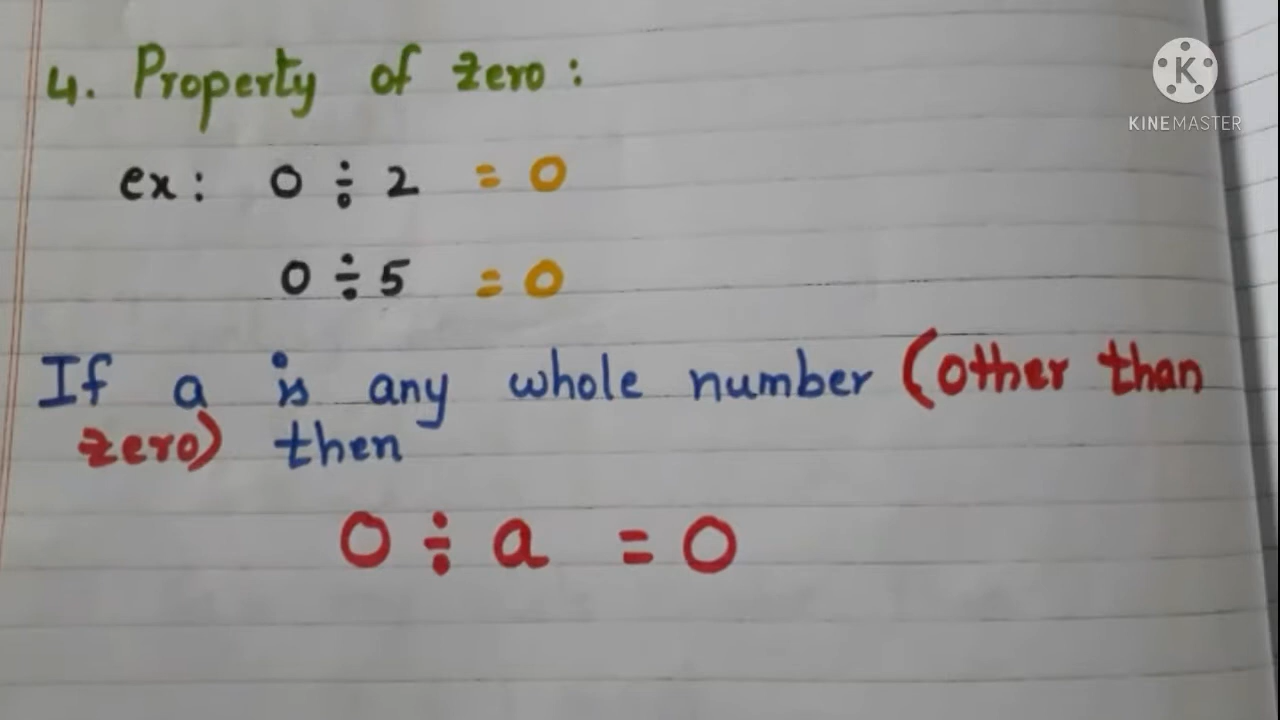 4. Property of zero :
K
KINEMASTER
ex : 0 ÷ 2 = 0
0 ÷ 5 = 0
If a is any whole number (other than
zero) then
0 ÷ a = 0